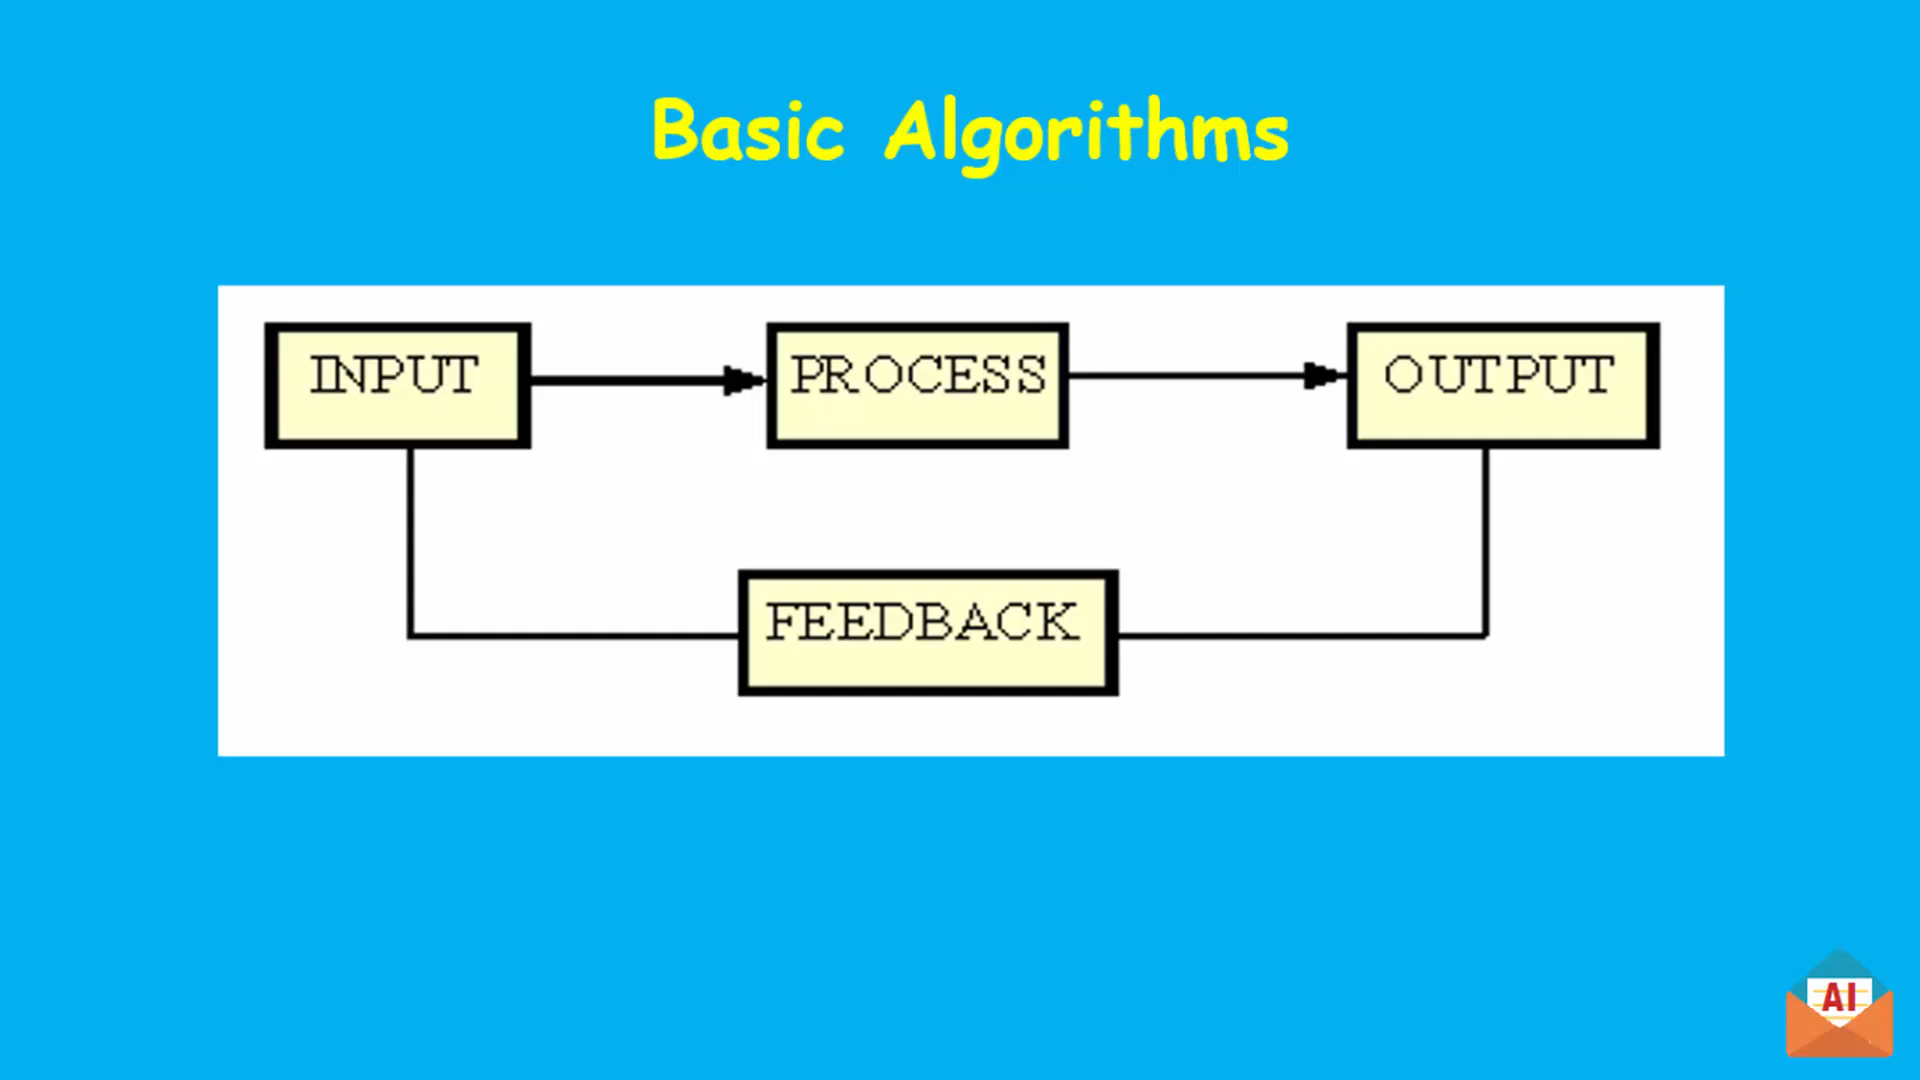 Basic Algorithms
INPUT
PROCESS
OUTPUT
FEEDBACK
AI